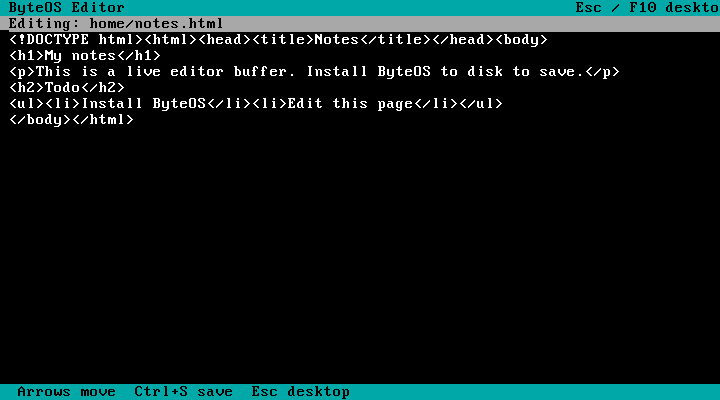 ByteOS Editor Esc / F10 deskto
Editing: home/notes.html
<!DOCTYPE html><html><head><title>Notes</title></head><body>
<h1>My notes</h1>
<p>This is a live editor buffer. Install ByteOS to disk to save.</p>
<h2>Todo</h2>
<ul><li>Install ByteOS</li><li>Edit this page</li></ul>
</body></html>
Arrows move  Ctrl+S save  Esc desktop